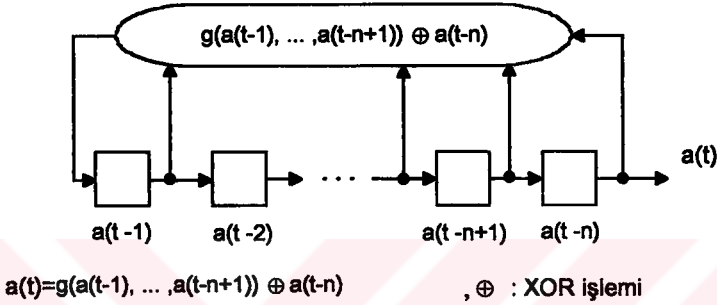 g(a(t-1), ... ,a(t-n+1)) ⊕ a(t-n)
a(t)
· · ·
a(t -1) a(t -2) a(t -n+1) a(t -n)
a(t)=g(a(t-1), ... ,a(t-n+1)) ⊕ a(t-n) , ⊕ : XOR işlemi